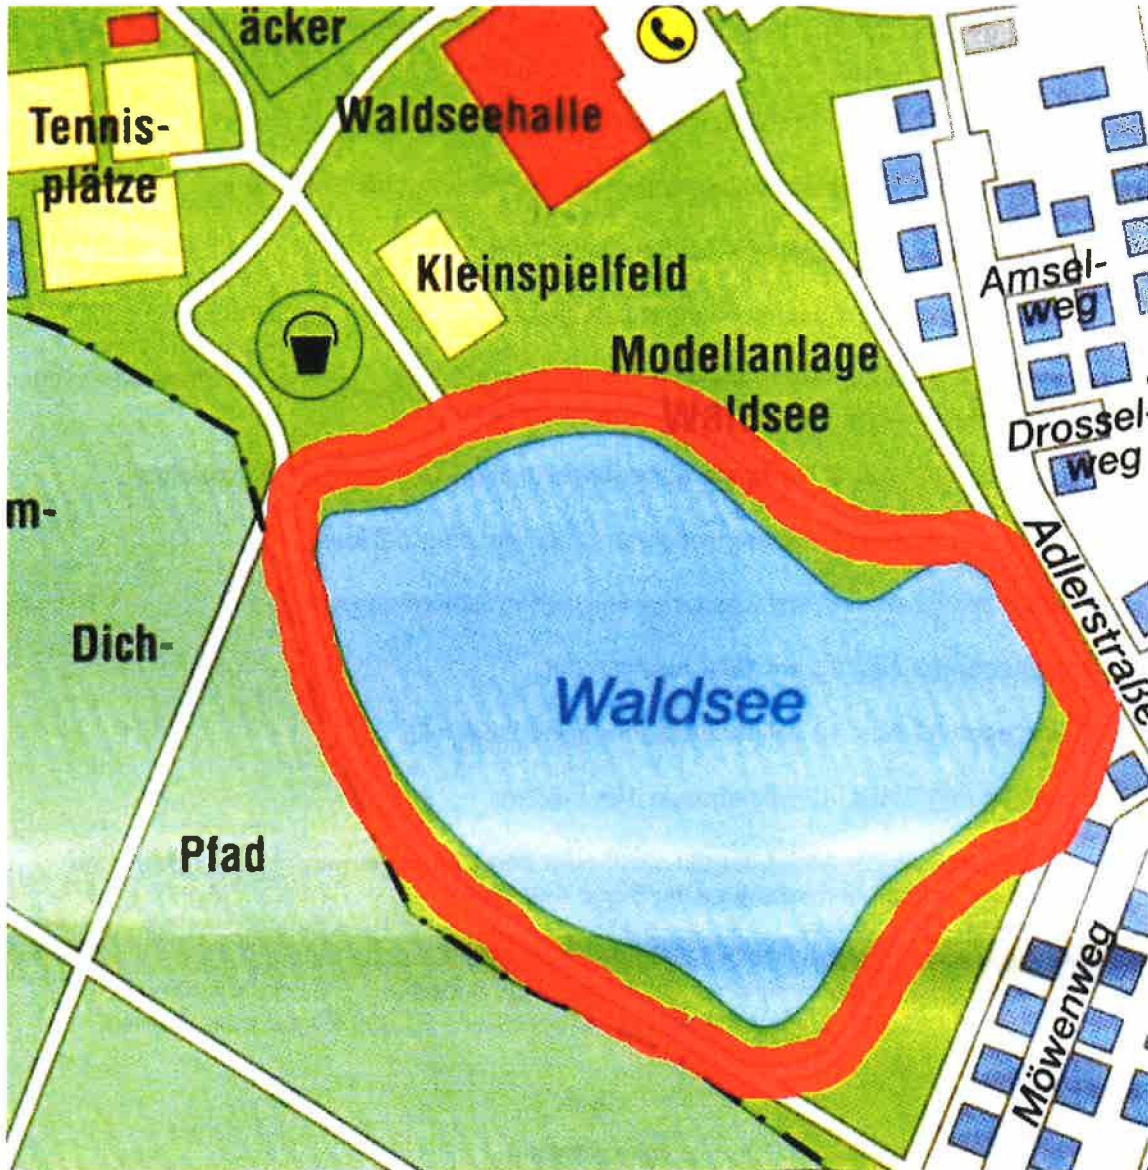 äcker
Waldseehalle
Tennis-
plätze
Kleinspielfeld
Amsel-
weg
Modellanlage
Waldsee
Drossel-
weg
m-
Adlerstraße
Dich-
Waldsee
Pfad
Möwenweg